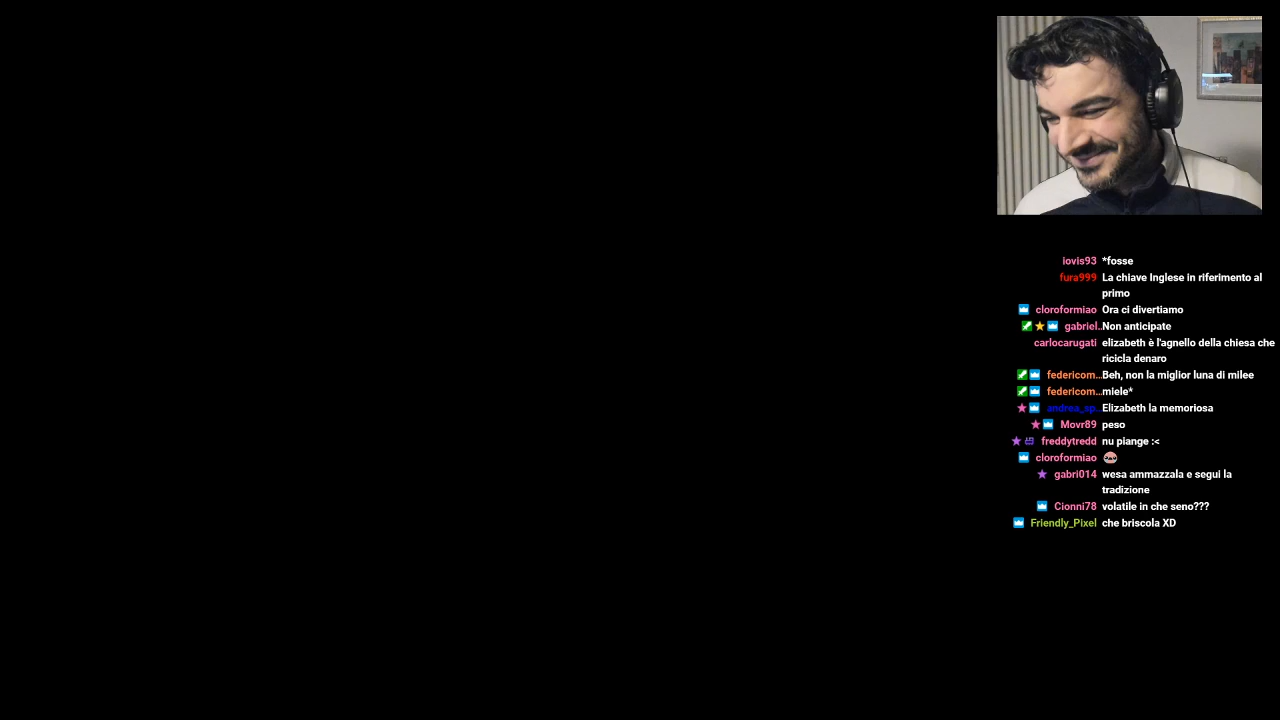 iovis93 *fosse
fura999 La chiave Inglese in riferimento al
primo
cloroformiao Ora ci divertiamo
gabriel.. Non anticipate
carlocarugati elizabeth è l'agnello della chiesa che
ricicla denaro
federicom... Beh, non la miglior luna di milee
federicom... miele*
andrea_sp... Elizabeth la memoriosa
Movr89 peso
freddytredd nu piange :<
cloroformiao
gabri014 wesa ammazzala e segui la
tradizione
Cionni78 volatile in che seno???
Friendly_Pixel che briscola XD